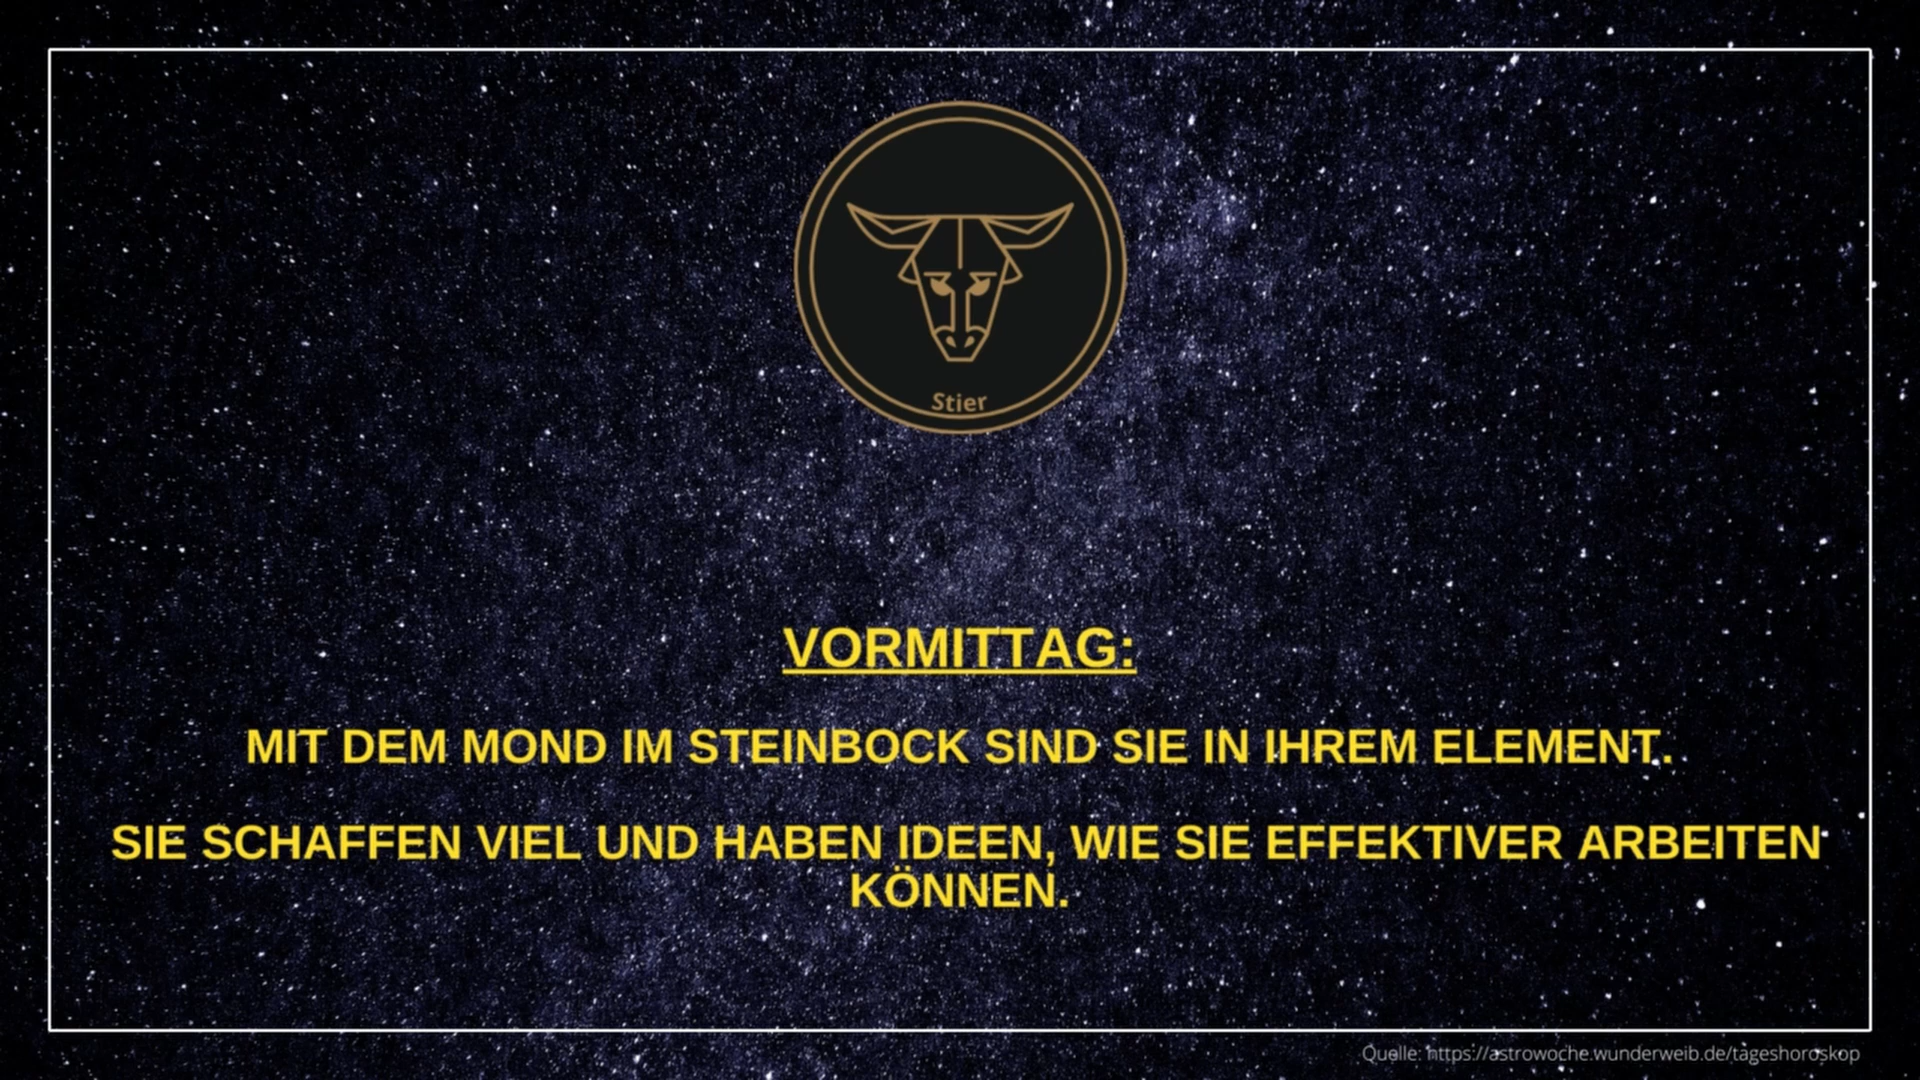 Stier
VORMITTAG:
MIT DEM MOND IM STEINBOCK SIND SIE IN IHREM ELEMENT.
SIE SCHAFFEN VIEL UND HABEN IDEEN, WIE SIE EFFEKTIVER ARBEITEN
KÖNNEN.
Quelle: https://astrowoche.wunderweib.de/tageshoroskop